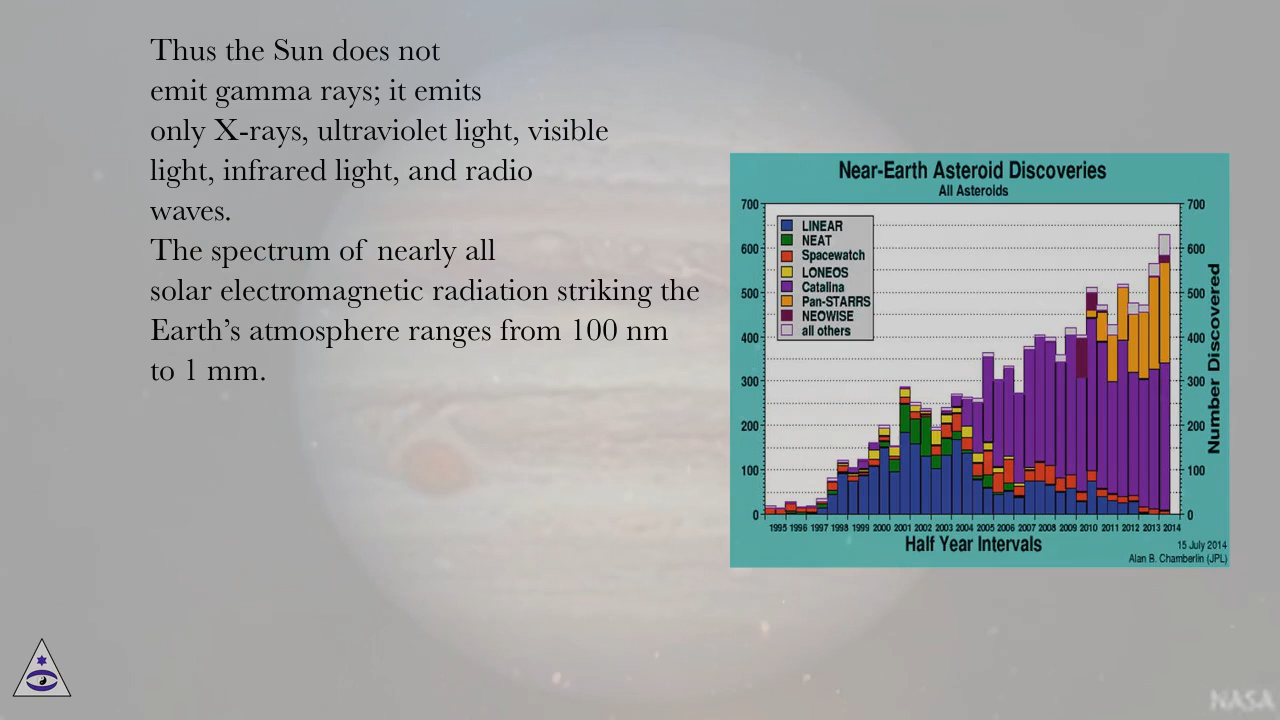 Thus the Sun does not
emit gamma rays; it emits
only X-rays, ultraviolet light, visible
light, infrared light, and radio
waves.
The spectrum of nearly all
solar electromagnetic radiation striking the
Earth's atmosphere ranges from 100 nm
to 1 mm.
Near-Earth Asteroid Discoveries
All Asteroids
700
600
500
400
300
200
100
0
LINEAR
NEAT
Spacewatch
LONEOS
Catalina
Pan-STARRS
NEOWISE
all others
700
600
500
400
300
200
100
0
Number Discovered
1995 1996 1997 1998 1999 2000 2001 2002 2003 2004 2005 2006 2007 2008 2009 2010 2011 2012 2013 2014
Half Year Intervals
15 July 2014
Alan B. Chamberlin (JPL)
NASA